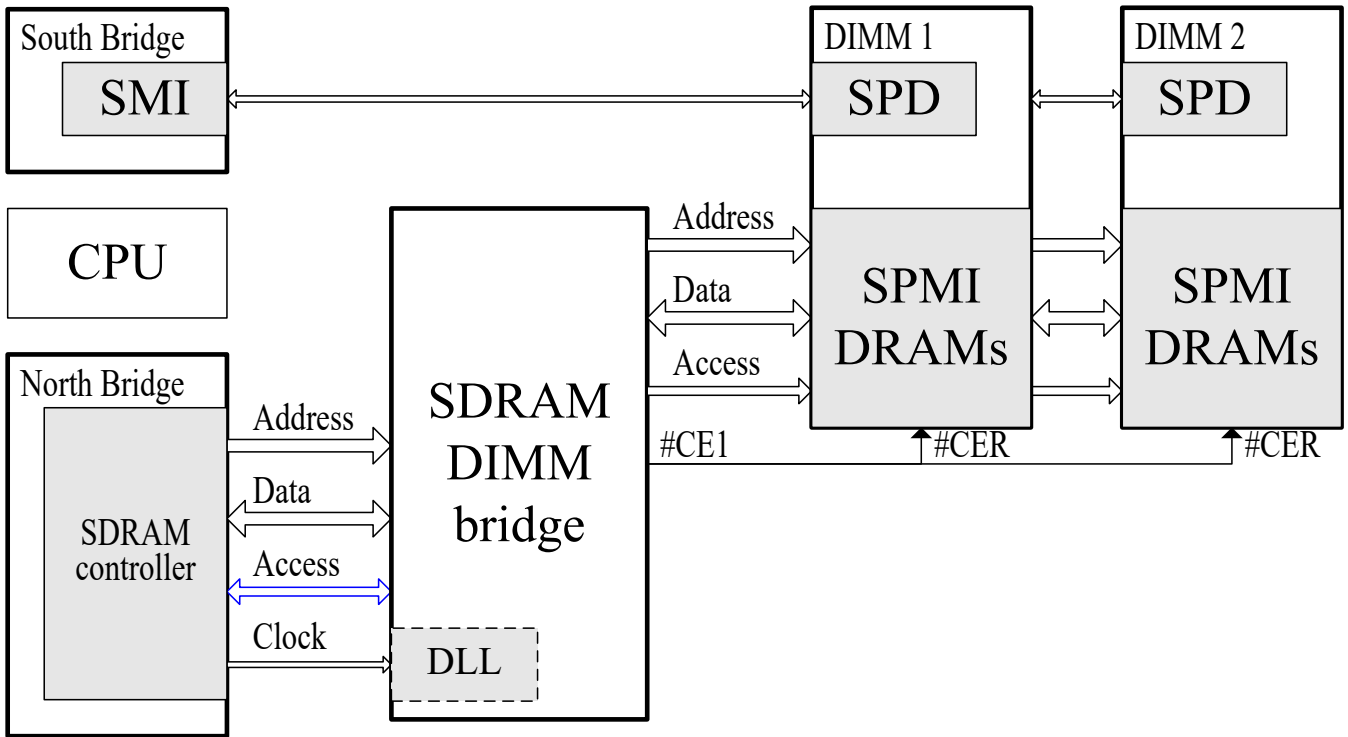 South Bridge
SMI
DIMM 1
SPD
DIMM 2
SPD
CPU
Address
Data
Access
SPMI
DRAMs
SPMI
DRAMs
North Bridge
SDRAM
controller
Address
Data
Access
Clock
SDRAM
DIMM
bridge
DLL
#CE1
#CER
#CER